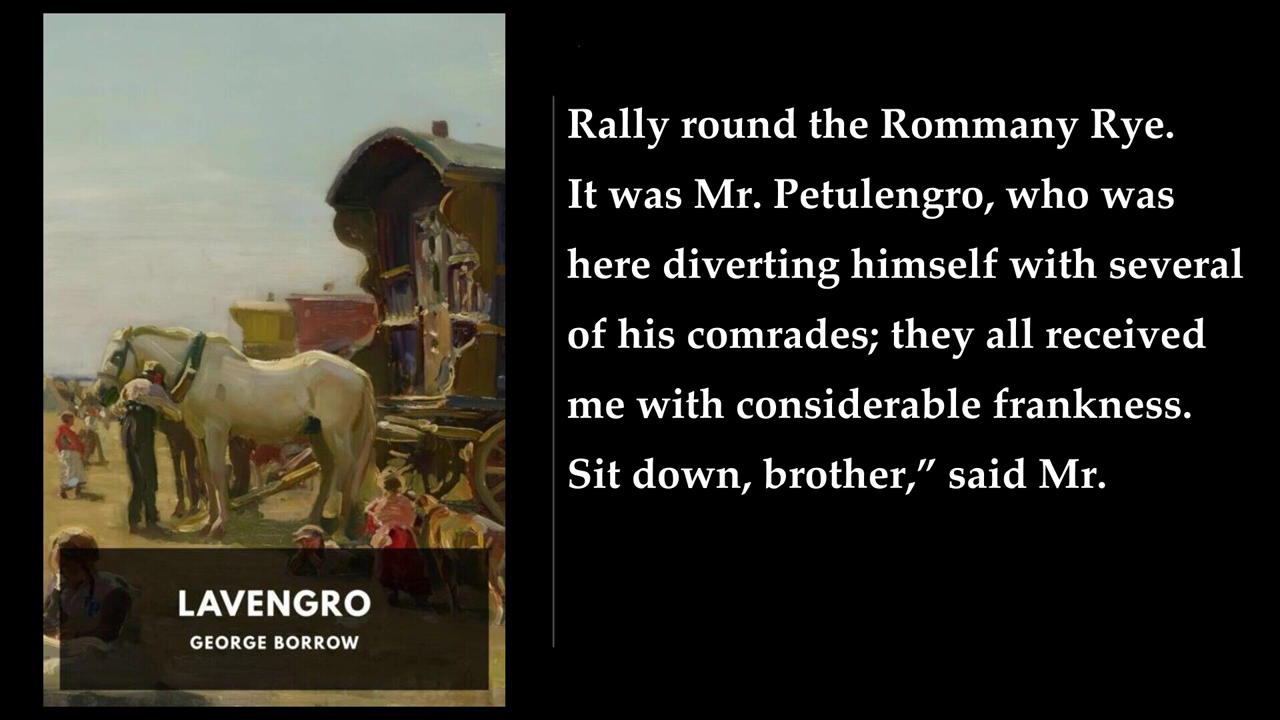 LAVENGRO
GEORGE BORROW
Rally round the Rommany Rye.
It was Mr. Petulengro, who was
here diverting himself with several
of his comrades; they all received
me with considerable frankness.
Sit down, brother,” said Mr.